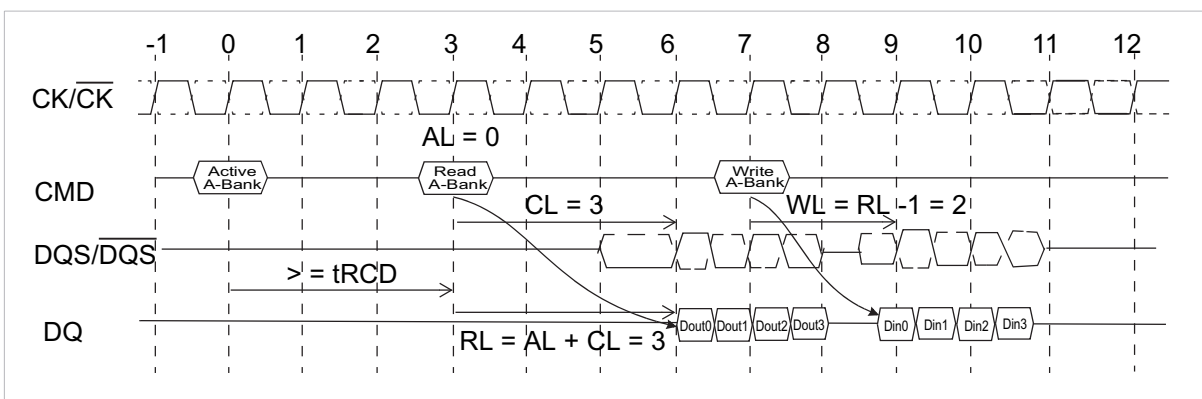 -1 0 1 2 3 4 5 6 7 8 9 10 11 12
CK/CK
AL = 0
Active
A-Bank
Read
A-Bank
Write
A-Bank
CMD
CL = 3
WL = RL -1 = 2
DQS/DQS
> = tRCD
Dout0 Dout1 Dout2 Dout3 Din0 Din1 Din2 Din3
DQ
RL = AL + CL = 3